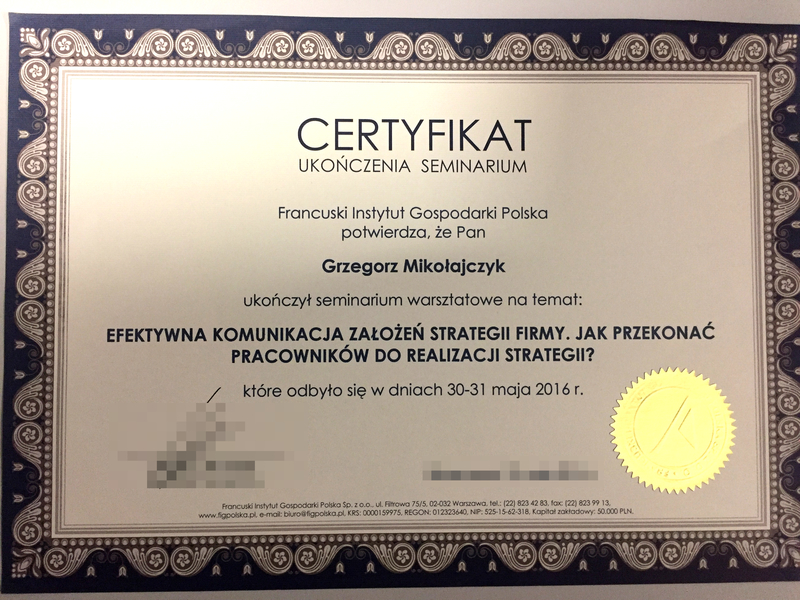 CERTYFIKAT
UKOŃCZENIA SEMINARIUM
Francuski Instytut Gospodarki Polska
potwierdza, że Pan
Grzegorz Mikołajczyk
ukończył seminarium warsztatowe na temat:
EFEKTYWNA KOMUNIKACJA ZAŁOŻEŃ STRATEGII FIRMY. JAK PRZEKONAĆ
PRACOWNIKÓW DO REALIZACJI STRATEGII?
które odbyło się w dniach 30-31 maja 2016 r.
Francuski Instytut Gospodarki Polska Sp. z o.o., ul. Filtrowa 75/5, 02-032 Warszawa, tel.: (22) 823 42 83, fax: (22) 823 99 13,
www.figpolska.pl, e-mail: biuro@figpolska.pl, KRS: 0000159975, REGON: 012323640, NIP: 525-15-62-318, Kapitał zakładowy: 50.000 PLN.